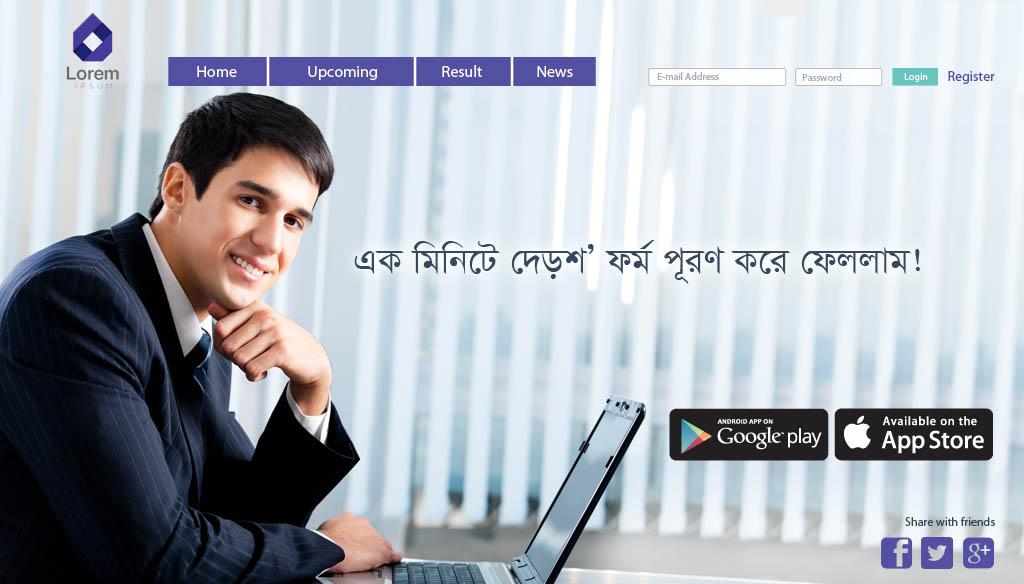 Lorem
IPSUM
Home
Upcoming
Result
News
E-mail Address
Password
Login
Register
এক মিনিটে দেড়শ’ ফর্ম পূরণ করে ফেললাম!
ANDROID APP ON
Google play
Available on the
App Store
Share with friends